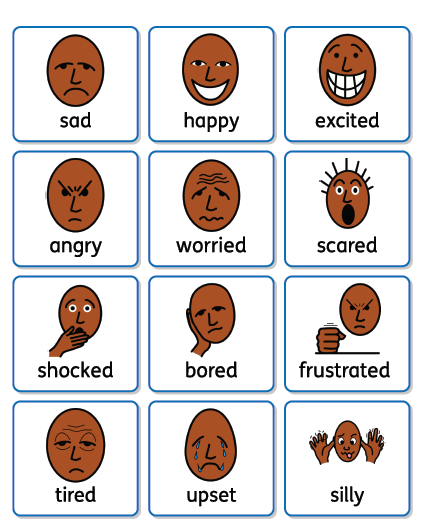 sad
happy
excited
angry
worried
scared
shocked
bored
frustrated
tired
upset
silly